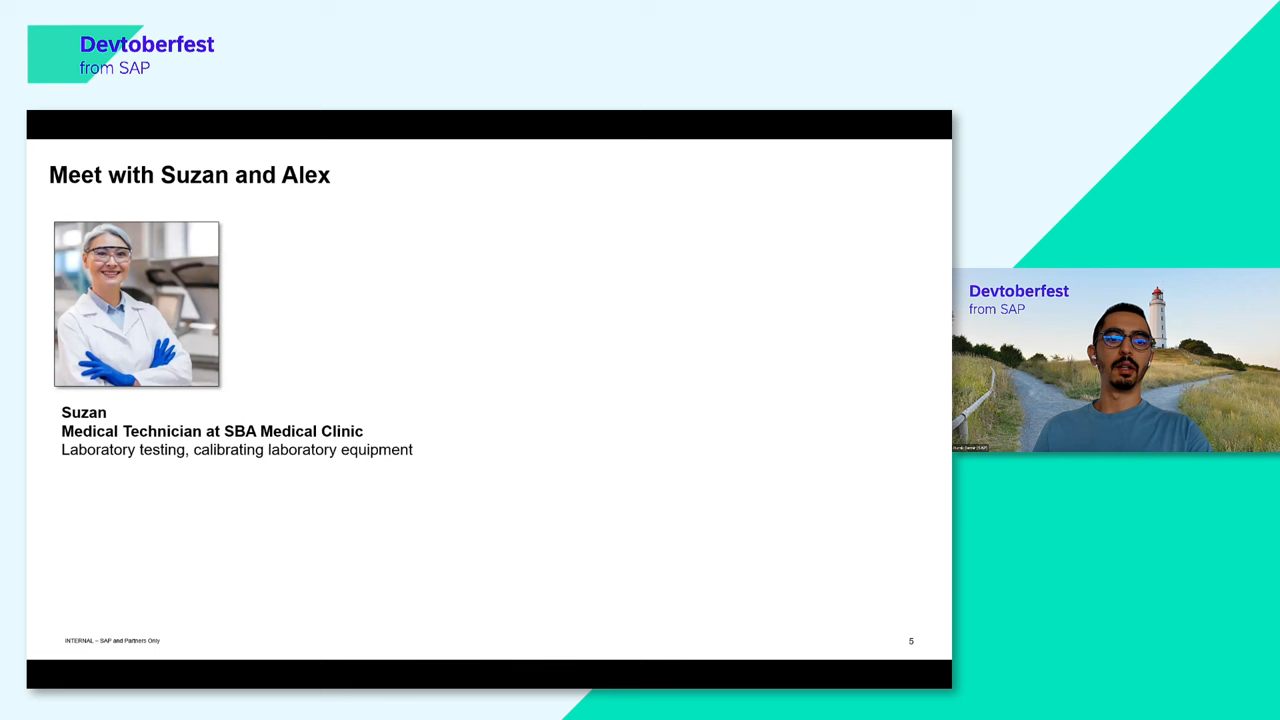 Devtoberfest
from SAP
Meet with Suzan and Alex
Suzan
Medical Technician at SBA Medical Clinic
Laboratory testing, calibrating laboratory equipment
INTERNAL – SAP and Partners Only
5
Devtoberfest
from SAP